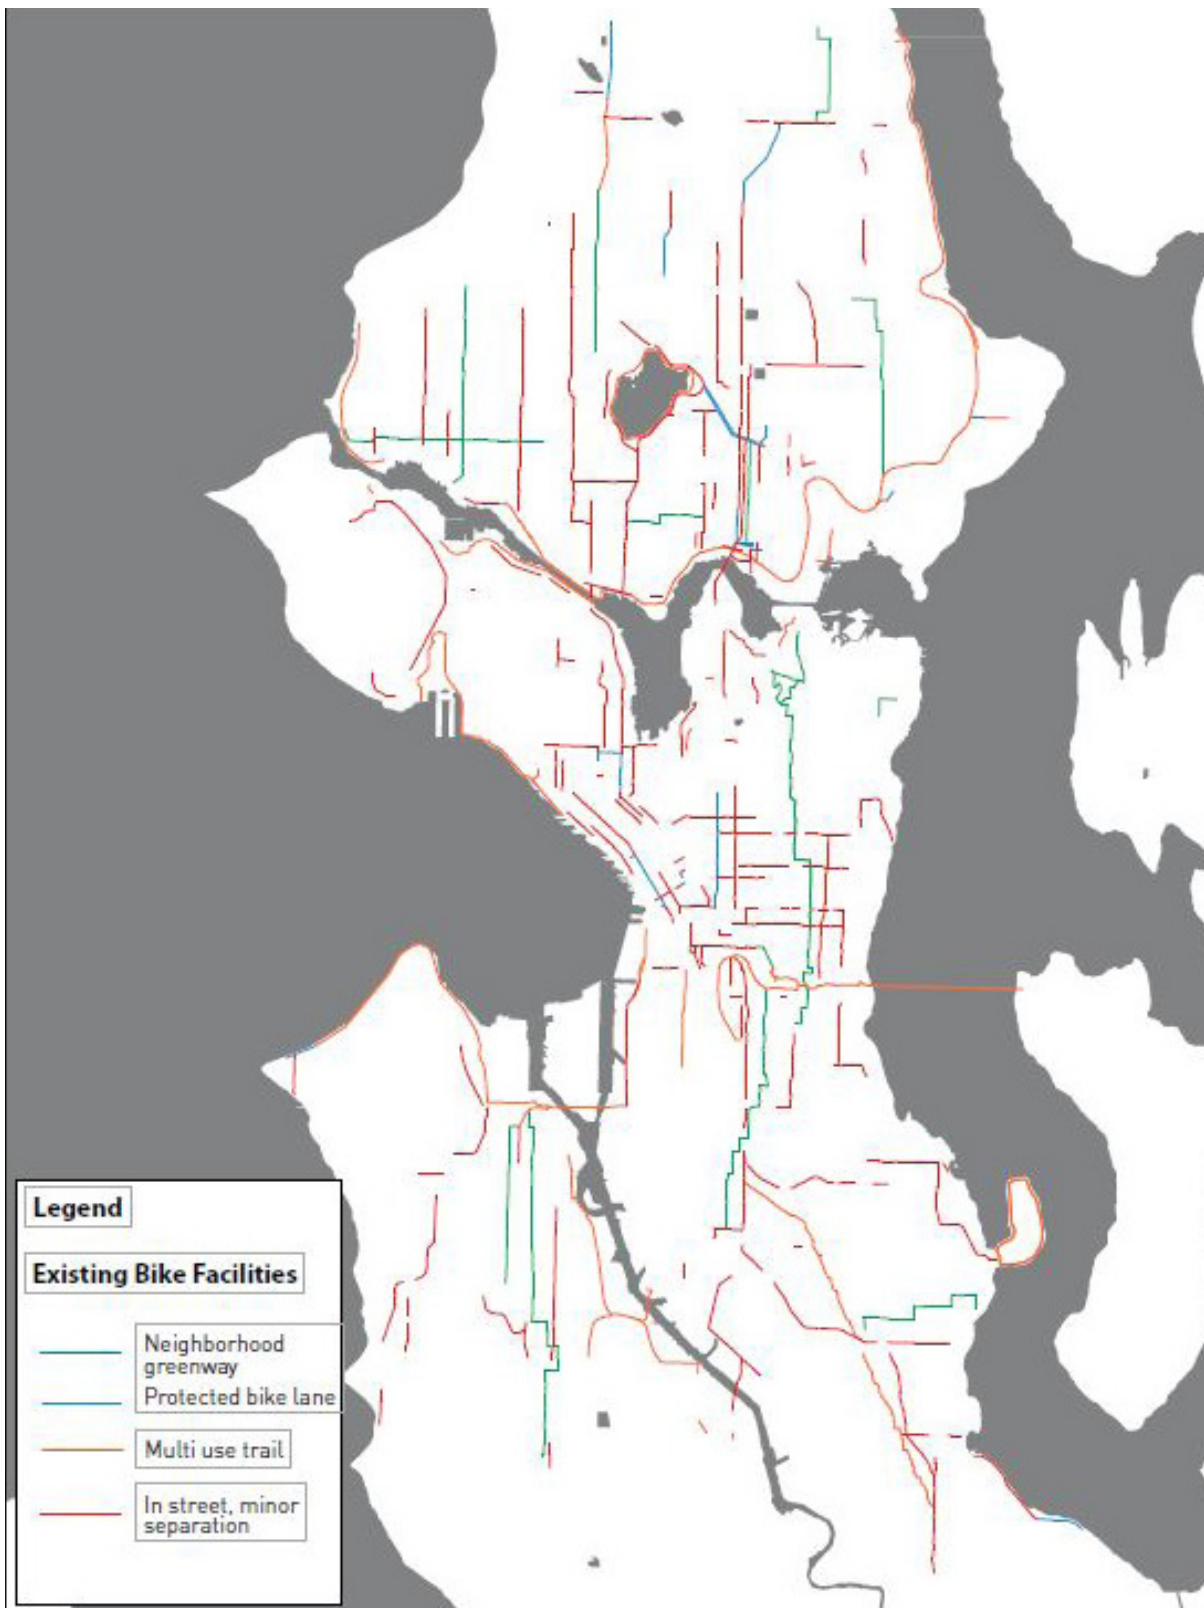 Legend
Existing Bike Facilities
Neighborhood
greenway
Protected bike lane
Multi use trail
In street, minor
separation